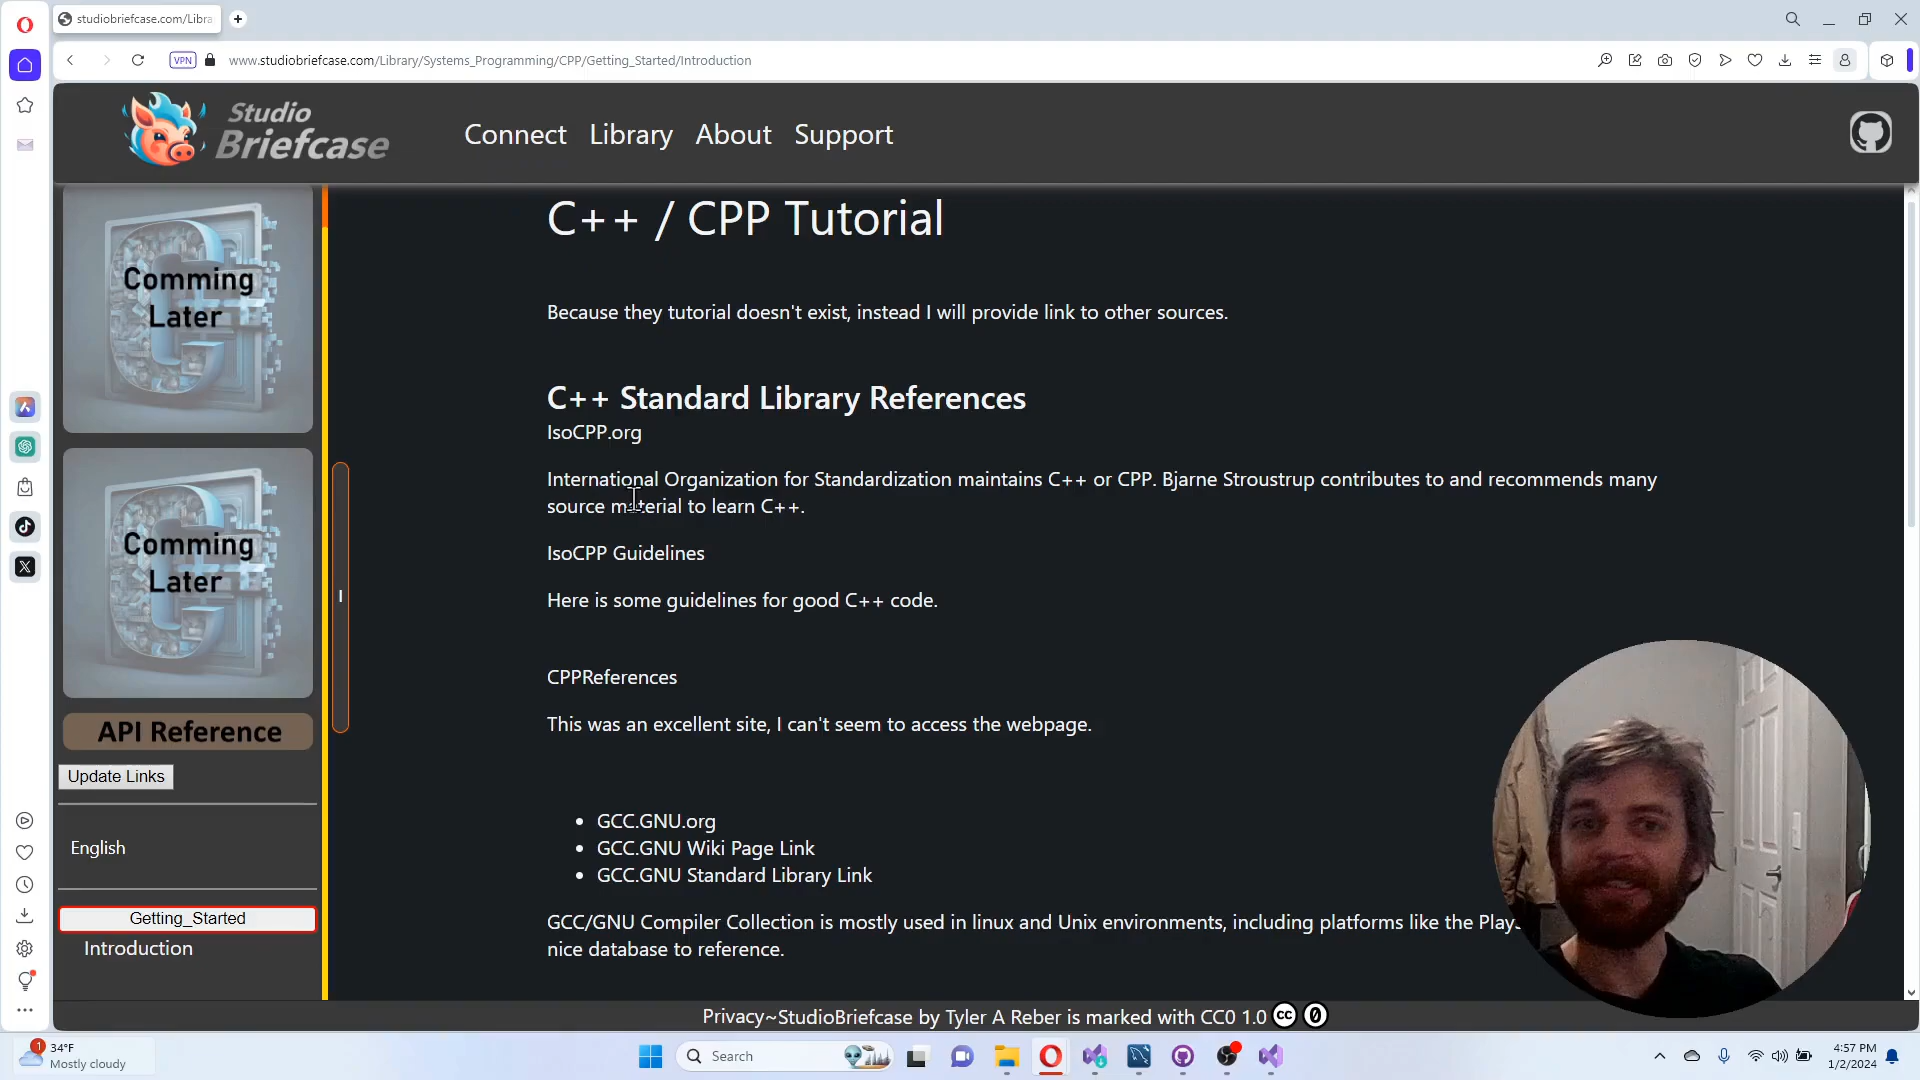 studiobriefcase.com/Libra
VPN
www.studiobriefcase.com/Library/Systems_Programming/CPP/Getting_Started/Introduction
Studio
Briefcase
Connect
Library
About
Support
Comming
Later
Comming
Later
API Reference
Update Links
English
Getting_Started
Introduction
C++ / CPP Tutorial
Because they tutorial doesn't exist, instead I will provide link to other sources.
C++ Standard Library References
IsoCPP.org
International Organization for Standardization maintains C++ or CPP. Bjarne Stroustrup contributes to and recommends many
source material to learn C++.
IsoCPP Guidelines
Here is some guidelines for good C++ code.
CPPReferences
This was an excellent site, I can't seem to access the webpage.
• GCC.GNU.org
• GCC.GNU Wiki Page Link
• GCC.GNU Standard Library Link
GCC/GNU Compiler Collection is mostly used in linux and Unix environments, including platforms like the
nice database to reference.
Privacy~StudioBriefcase by Tyler A Reber is marked with CC0 1.0
cc
0
1
34°F
Mostly cloudy
Search
4:57 PM
1/2/2024